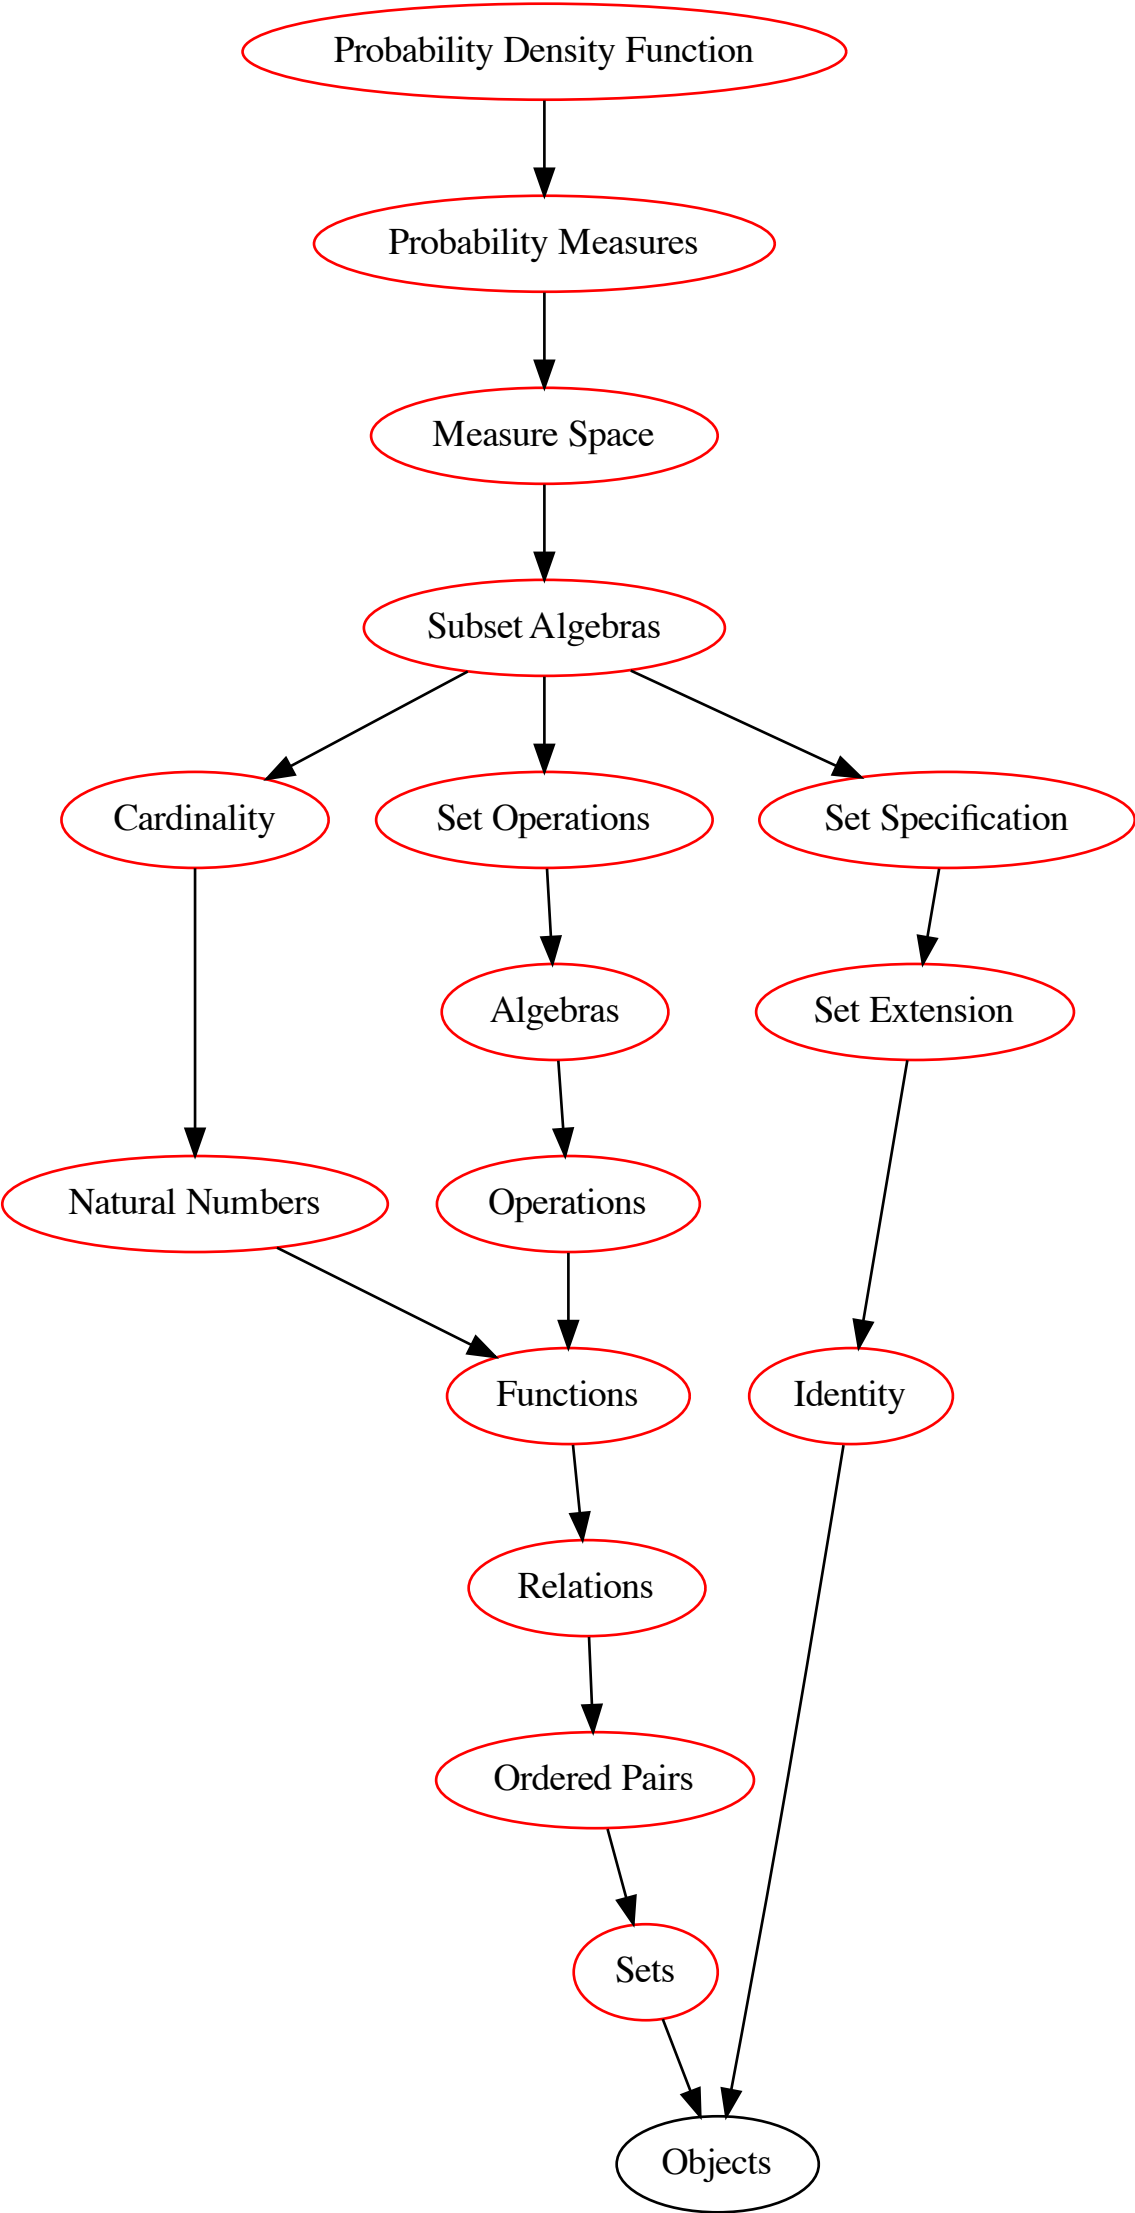 Probability Density Function
Probability Measures
Measure Space
Subset Algebras
Cardinality
Set Operations
Set Specification
Algebras
Set Extension
Natural Numbers
Operations
Functions
Identity
Relations
Ordered Pairs
Sets
Objects